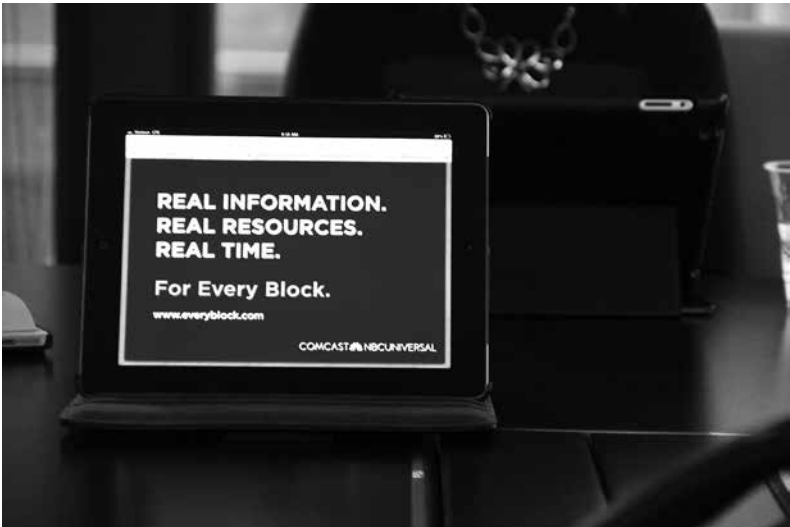 REAL INFORMATION.
REAL RESOURCES.
REAL TIME.
For Every Block.
www.everyblock.com
COMCAST NBCUNIVERSAL